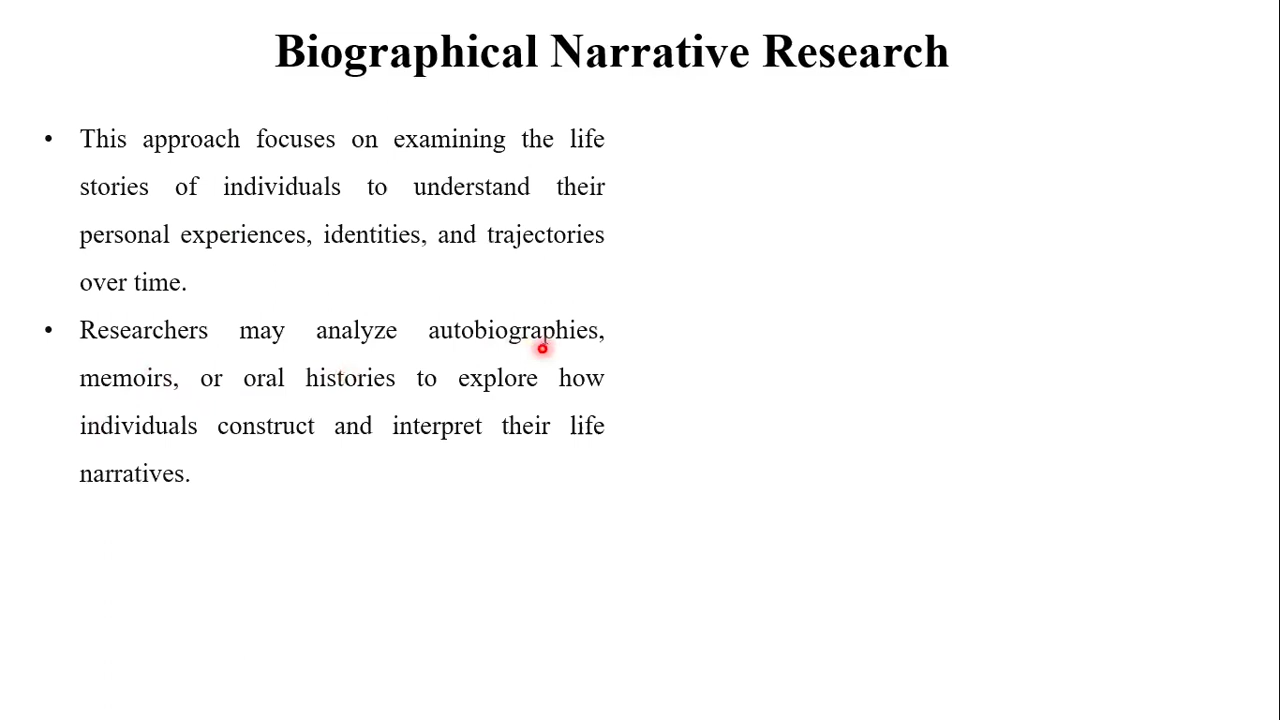 Biographical Narrative Research
• This approach focuses on examining the life
stories of individuals to understand their
personal experiences, identities, and trajectories
over time.
• Researchers may analyze autobiographies,
memoirs, or oral histories to explore how
individuals construct and interpret their life
narratives.